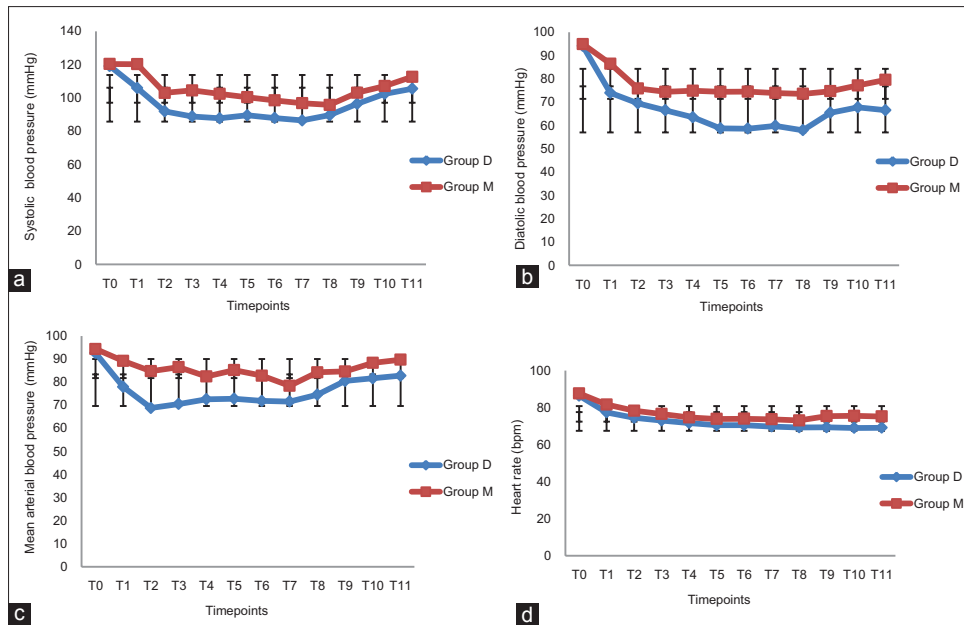 Systolic blood pressure (mmHg)
140
120
100
80
60
40
20
0
T0 T1 T2 T3 T4 T5 T6 T7 T8 T9 T10 T11
Timepoints
Group D
Group M
a
Diatolic blood pressure (mmHg)
100
90
80
70
60
50
40
30
20
10
0
T0 T1 T2 T3 T4 T5 T6 T7 T8 T9 T10 T11
Timepoints
Group D
Group M
b
Mean arterial blood pressure (mmHg)
100
90
80
70
60
50
40
30
20
10
0
T0 T1 T2 T3 T4 T5 T6 T7 T8 T9 T10 T11
Timepoints
Group D
Group M
c
Heart rate (bpm)
100
80
60
40
20
0
T0 T1 T2 T3 T4 T5 T6 T7 T8 T9 T10 T11
Timepoints
Group D
Group M
d